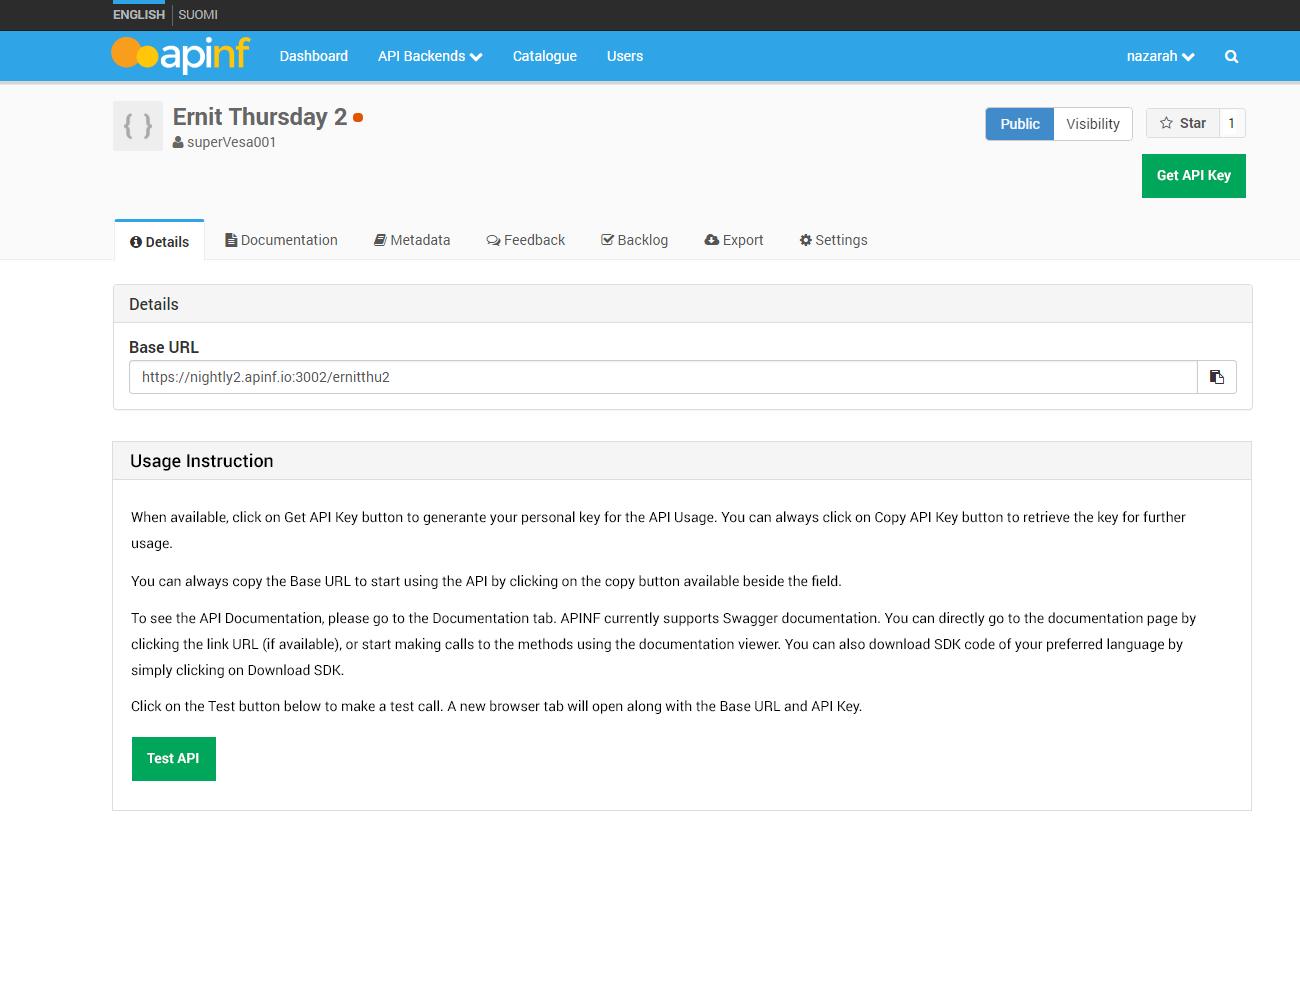 ENGLISH SUOMI
apinf Dashboard API Backends Catalogue Users nazarah
{ } Ernit Thursday 2
superVesa001
Public Visibility Star 1
Get API Key
Details Documentation Metadata Feedback Backlog Export Settings
Details
Base URL
https://nightly2.apinf.io:3002/ernitthu2
Usage Instruction
When available, click on Get API Key button to generante your personal key for the API Usage. You can always click on Copy API Key button to retrieve the key for further
usage.
You can always copy the Base URL to start using the API by clicking on the copy button available beside the field.
To see the API Documentation, please go to the Documentation tab. APINF currently supports Swagger documentation. You can directly go to the documentation page by
clicking the link URL (if available), or start making calls to the methods using the documentation viewer. You can also download SDK code of your preferred language by
simply clicking on Download SDK.
Click on the Test button below to make a test call. A new browser tab will open along with the Base URL and API Key.
Test API